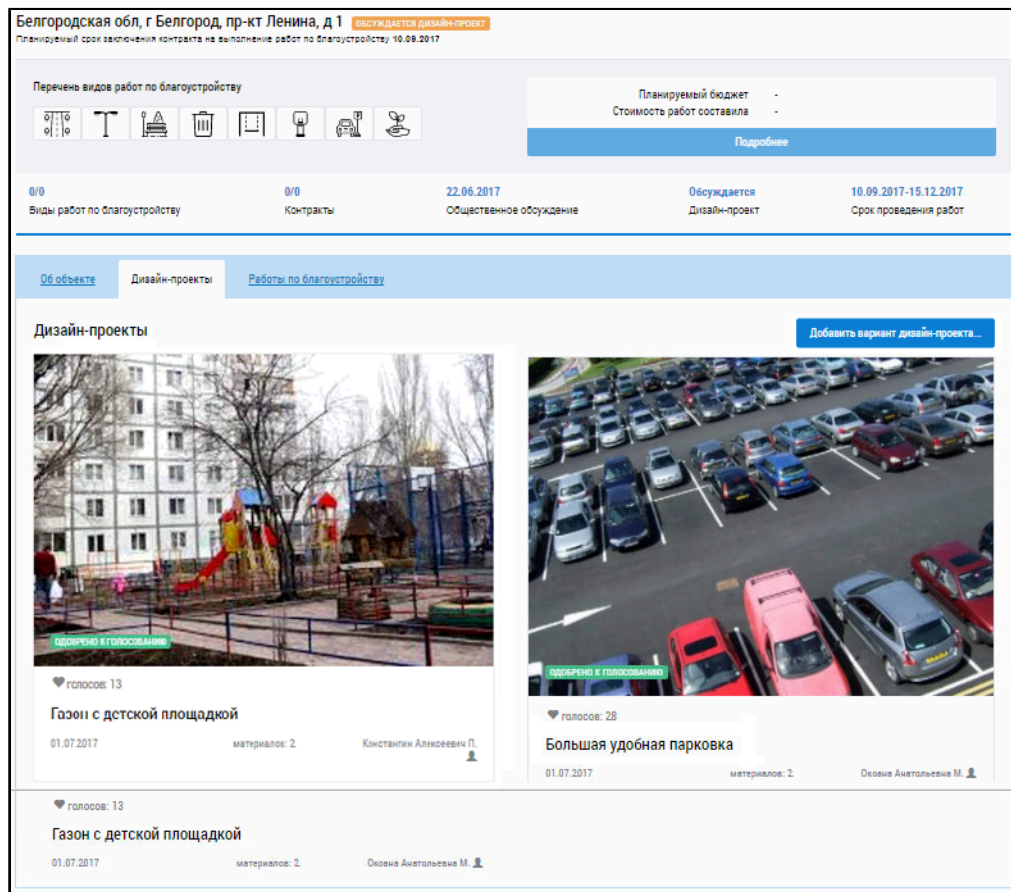 Белгородская обл, г Белгород, пр-кт Ленина, д 1 ОБСУЖДАЕТСЯ ДИЗАЙН-ПРОЕКТ
Планируемый срок заключения контракта на выполнение работ по благоустройству 10.09.2017
Перечень видов работ по благоустройству
Планируемый бюджет -
Стоимость работ составила -
Подробнее
0/0 0/0 22.06.2017 Обсуждается 10.09.2017-15.12.2017
Виды работ по благоустройству Контракты Общественное обсуждение Дизайн-проект Срок проведения работ
Об объекте Дизайн-проекты Работы по благоустройству
Дизайн-проекты
Добавить вариант дизайн-проекта...
ОДОБРЕНО К ГОЛОСОВАНИЮ
голосов: 13
Газон с детской площадкой
01.07.2017 материалов: 2 Константин Алексеевич П.
ОДОБРЕНО К ГОЛОСОВАНИЮ
голосов: 28
Большая удобная парковка
01.07.2017 материалов: 2 Оковна Анатольевна М.
голосов: 13
Газон с детской площадкой
01.07.2017 материалов: 2 Оковна Анатольевна М.